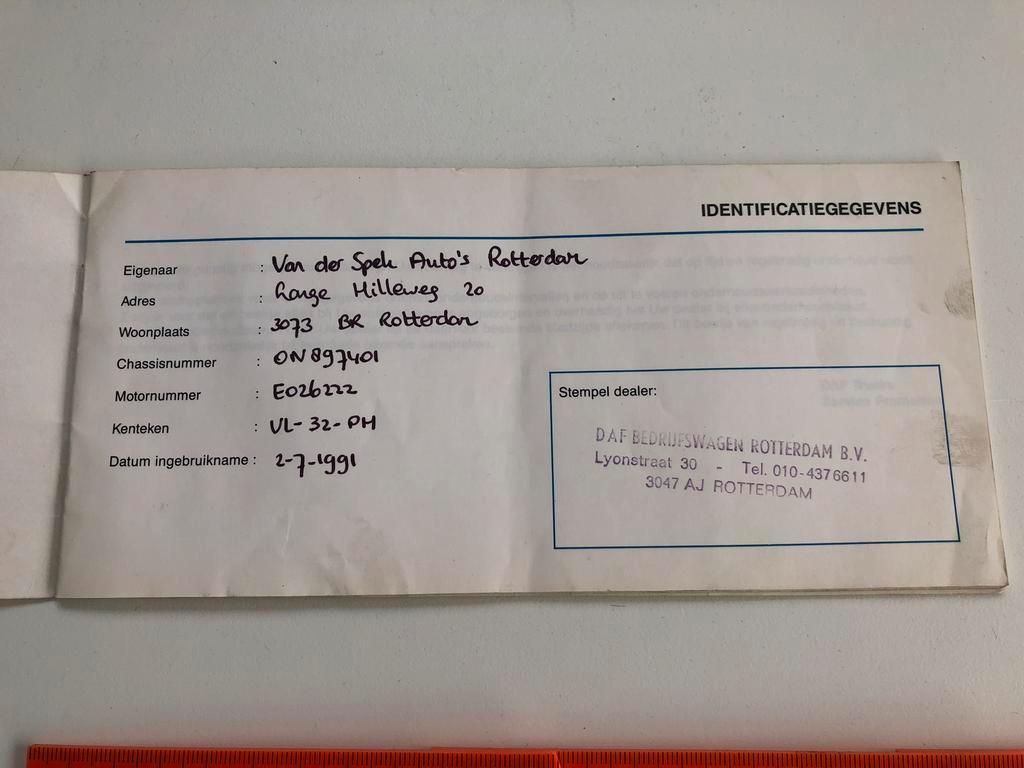 IDENTIFICATIEGEGEVENS
Eigenaar : Van der Spek Auto's Rotterdam
Adres : Lange Hilleweg 20
Woonplaats : 3073 BR Rotterdam
Chassisnummer : ON897401
Motornummer : E026222
Kenteken : VL-32-PH
Datum ingebruikname : 2-7-1991
Stempel dealer:
DAF BEDRIJFSWAGEN ROTTERDAM B.V.
Lyonstraat 30 - Tel. 010-4376611
3047 AJ ROTTERDAM